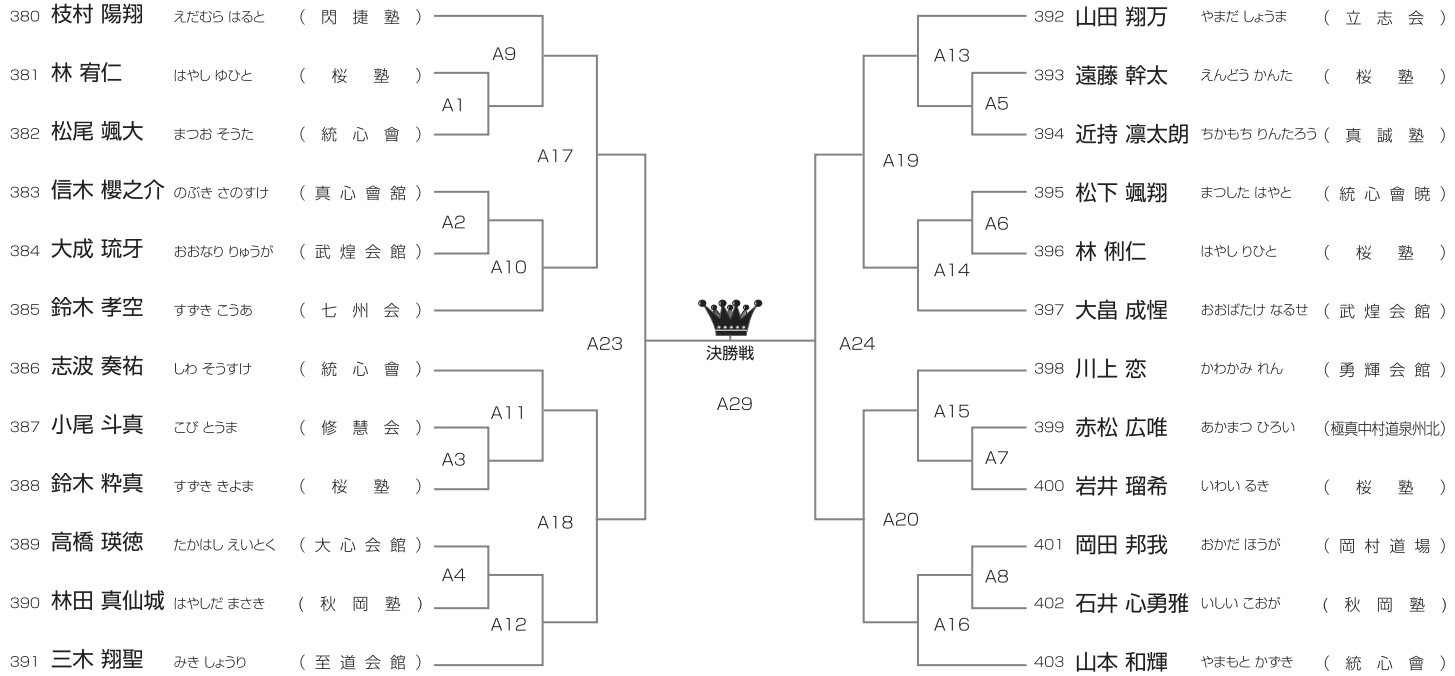 380 枝村 陽翔 えだむら はると (閃捷塾)
381 林 宥仁 はやし ゆひと (桜塾)
382 松尾 颯大 まつお そうた (統心會)
383 信木 櫻之介 のぶき さのすけ (真心會館)
384 大成 琉牙 おおなり りゅうが (武煌会館)
385 鈴木 孝空 すずき こうあ (七州会)
386 志波 奏祐 しわ そうすけ (統心會)
387 小尾 斗真 こび とうま (修慧会)
388 鈴木 粋真 すずき きよま (桜塾)
389 高橋 瑛徳 たかはし えいとく (大心会館)
390 林田 真仙城 はやしだ まさき (秋岡塾)
391 三木 翔聖 みき しょうり (至道会館)
A9
A1
A17
A2
A10
A23
A11
A3
A18
A4
A12
決勝戦
A29
A13
A5
A19
A6
A14
A24
A15
A7
A20
A8
A16
392 山田 翔万 やまだ しょうま (立志会)
393 遠藤 幹太 えんどう かんた (桜塾)
394 近持 凛太朗 ちかもち りんたろう (真誠塾)
395 松下 颯翔 まつした はやと (統心會暁)
396 林 俐仁 はやし りひと (桜塾)
397 大畠 成惺 おおばたけ なるせ (武煌会館)
398 川上 恋 かわかみ れん (勇輝会館)
399 赤松 広唯 あかまつ ひろい (極真中村道泉州北)
400 岩井 瑠希 いわい るき (桜塾)
401 岡田 邦我 おかだ ほうが (岡村道場)
402 石井 心勇雅 いしい こおが (秋岡塾)
403 山本 和輝 やまもと かずき (統心會)